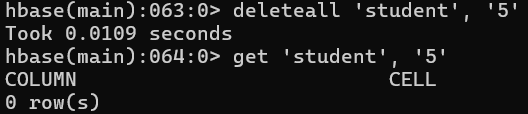 hbase(main):063:0> deleteall 'student', '5'
Took 0.0109 seconds
hbase(main):064:0> get 'student', '5'
COLUMN CELL
0 row(s)